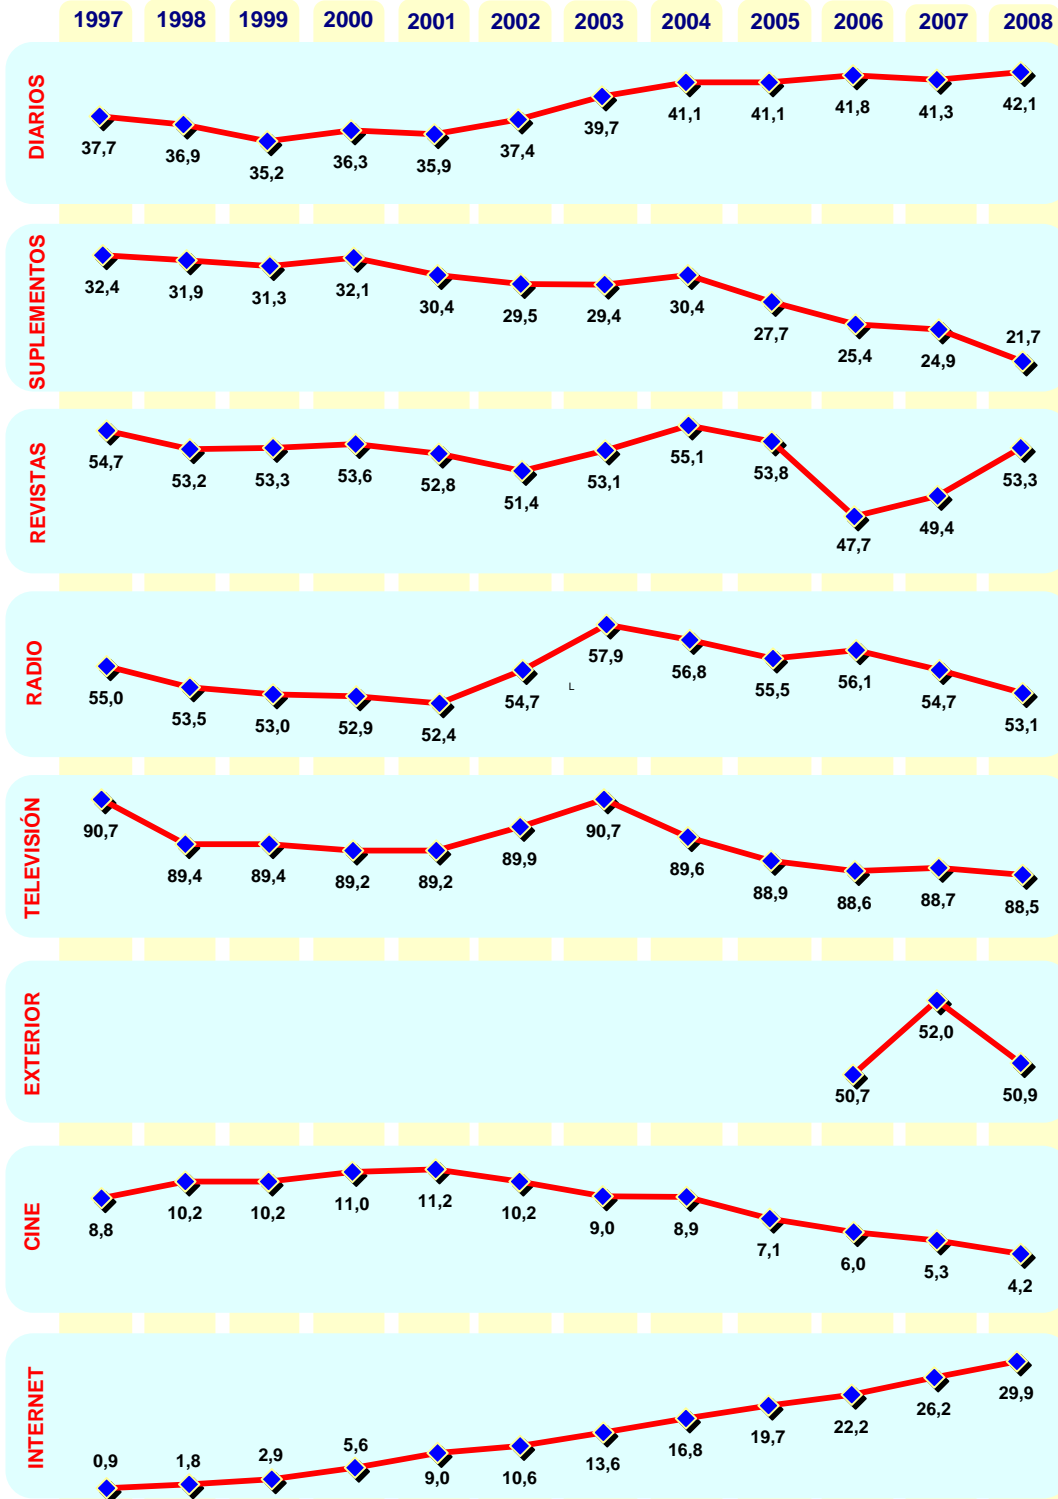 1997 1998 1999 2000 2001 2002 2003 2004 2005 2006 2007 2008
DIARIOS
37,7 36,9 35,2 36,3 35,9 37,4 39,7 41,1 41,1 41,8 41,3 42,1
SUPLEMENTOS
32,4 31,9 31,3 32,1 30,4 29,5 29,4 30,4 27,7 25,4 24,9 21,7
REVISTAS
54,7 53,2 53,3 53,6 52,8 51,4 53,1 55,1 53,8 47,7 49,4 53,3
RADIO
55,0 53,5 53,0 52,9 52,4 54,7 57,9 56,8 55,5 56,1 54,7 53,1
L
TELEVISIÓN
90,7 89,4 89,4 89,2 89,2 89,9 90,7 89,6 88,9 88,6 88,7 88,5
EXTERIOR
50,7 52,0 50,9
CINE
8,8 10,2 10,2 11,0 11,2 10,2 9,0 8,9 7,1 6,0 5,3 4,2
INTERNET
0,9 1,8 2,9 5,6 9,0 10,6 13,6 16,8 19,7 22,2 26,2 29,9